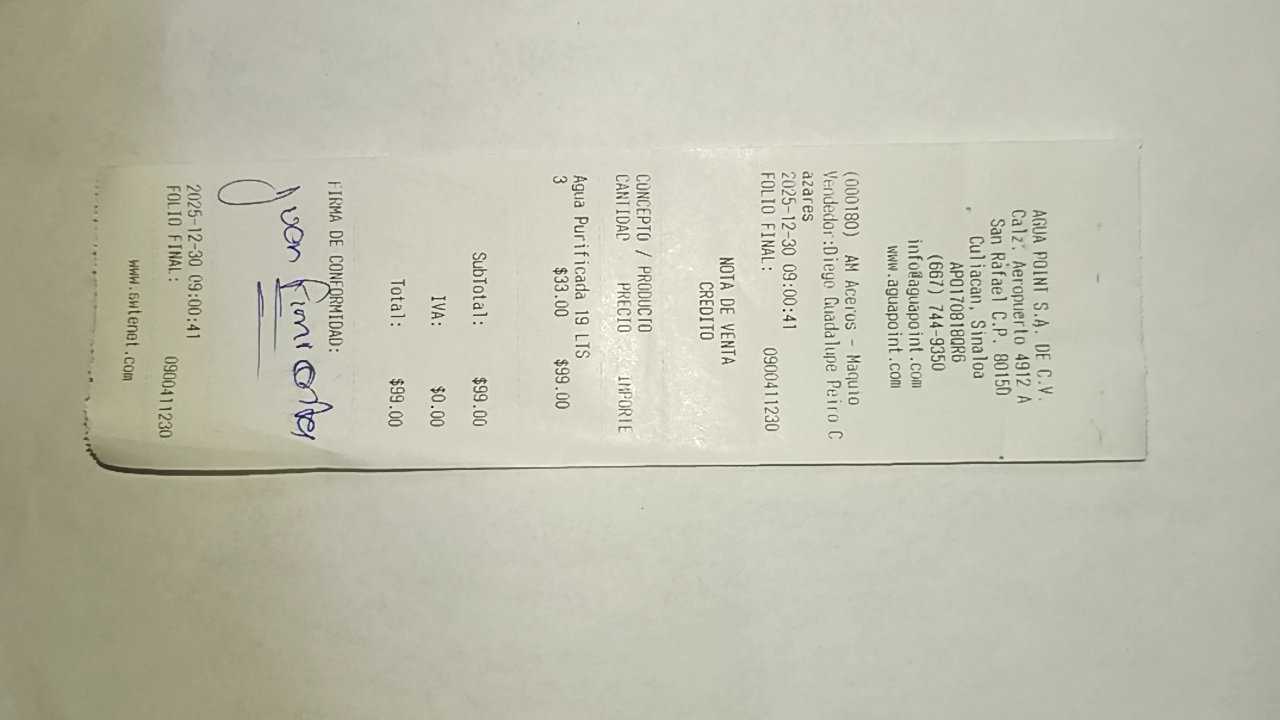 AGUA POINT S.A. DE C.V.
Calz. Aeropuerto 4912 A
San Rafael C.P. 80150
Culiacan, Sinaloa
APO170818QR6
(667) 744-9350
info@aguapoint.com
www.aguapoint.com
(000180) AM Aceros - Maquio
Vendedor:Diego Guadalupe Peiro C
azares
2025-12-30 09:00:41
FOLIO FINAL: 0900411230
NOTA DE VENTA
CREDITO
CONCEPTO / PRODUCTO
CANTIDAD PRECIO IMPORTE
Agua Purificada 19 LTS
3 $33.00 $99.00
SubTotal: $99.00
IVA: $0.00
Total: $99.00
FIRMA DE CONFORMIDAD:
Juan
2025-12-30 09:00:41
FOLIO FINAL: 0900411230
www.swtenet.com